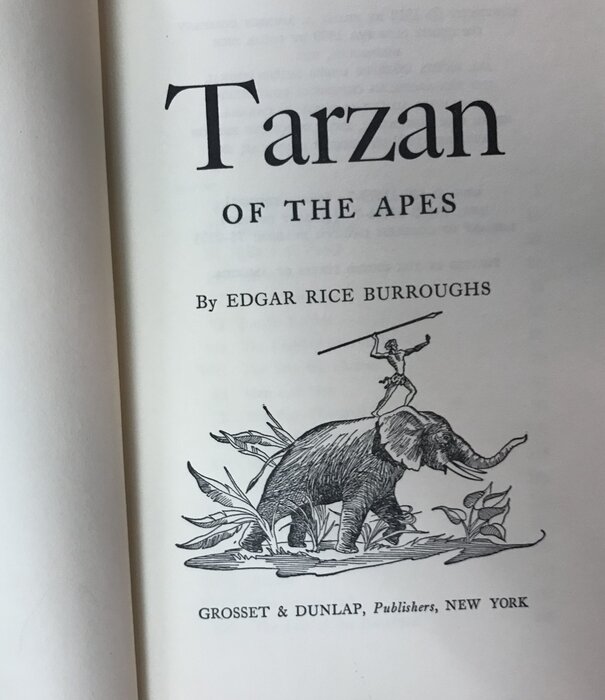 Tarzan
OF THE APES
By EDGAR RICE BURROUGHS
GROSSET & DUNLAP, Publishers, NEW YORK